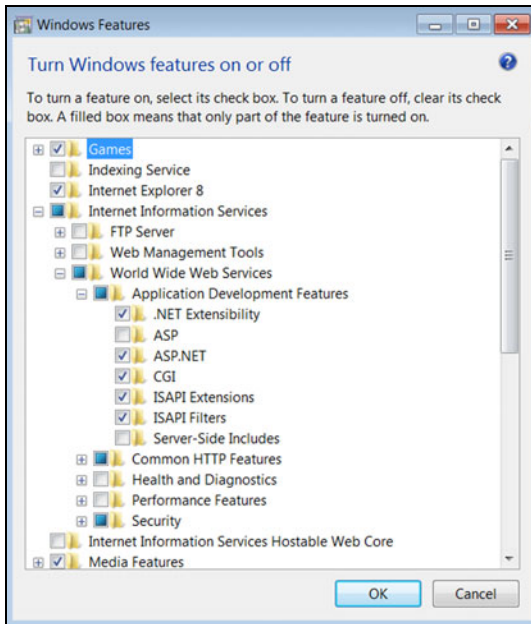 Windows Features
Turn Windows features on or off
To turn a feature on, select its check box. To turn a feature off, clear its check
box. A filled box means that only part of the feature is turned on.
Games
Indexing Service
Internet Explorer 8
Internet Information Services
FTP Server
Web Management Tools
World Wide Web Services
Application Development Features
.NET Extensibility
ASP
ASP.NET
CGI
ISAPI Extensions
ISAPI Filters
Server-Side Includes
Common HTTP Features
Health and Diagnostics
Performance Features
Security
Internet Information Services Hostable Web Core
Media Features
OK Cancel